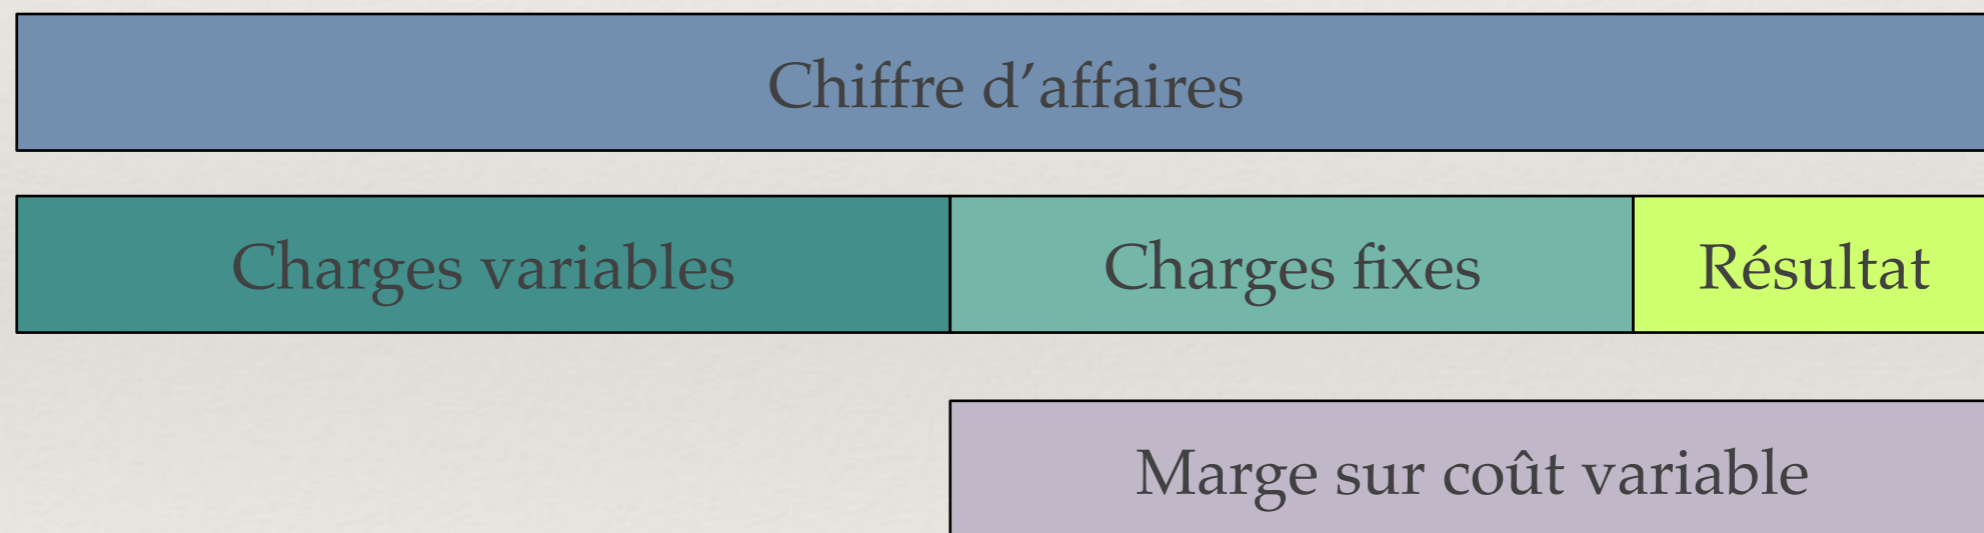 Chiffre d’affaires
Charges variables
Charges fixes
Résultat
Marge sur coût variable